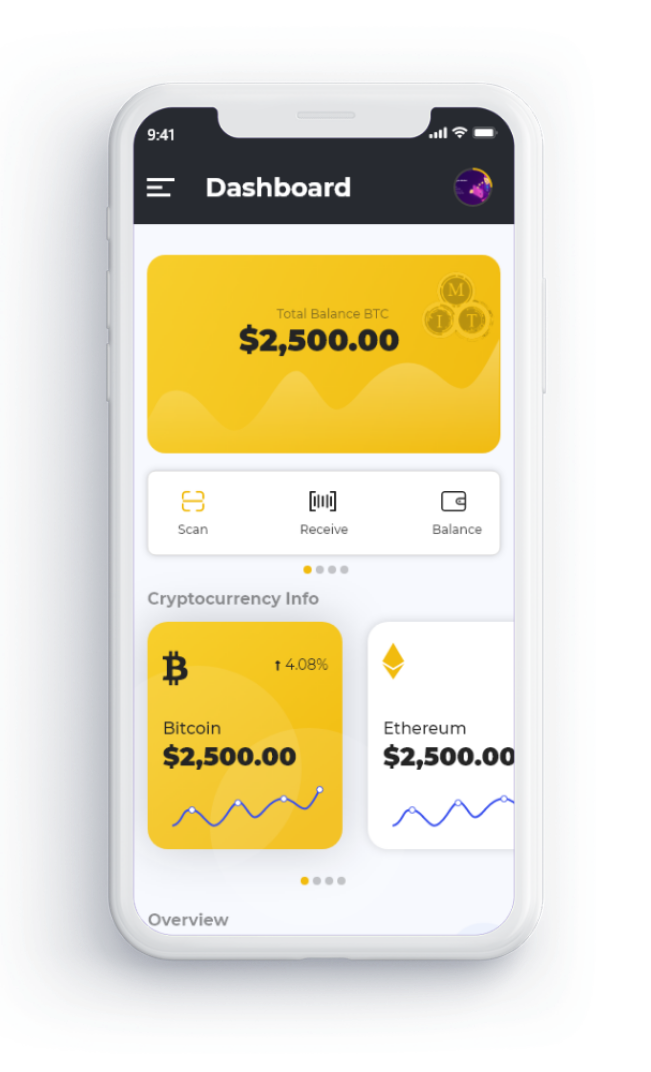 9:41
Dashboard
Total Balance BTC
$2,500.00
M
I T
Scan Receive Balance
Cryptocurrency Info
↑ 4.08%
Bitcoin
$2,500.00
Ethereum
$2,500.00
Overview